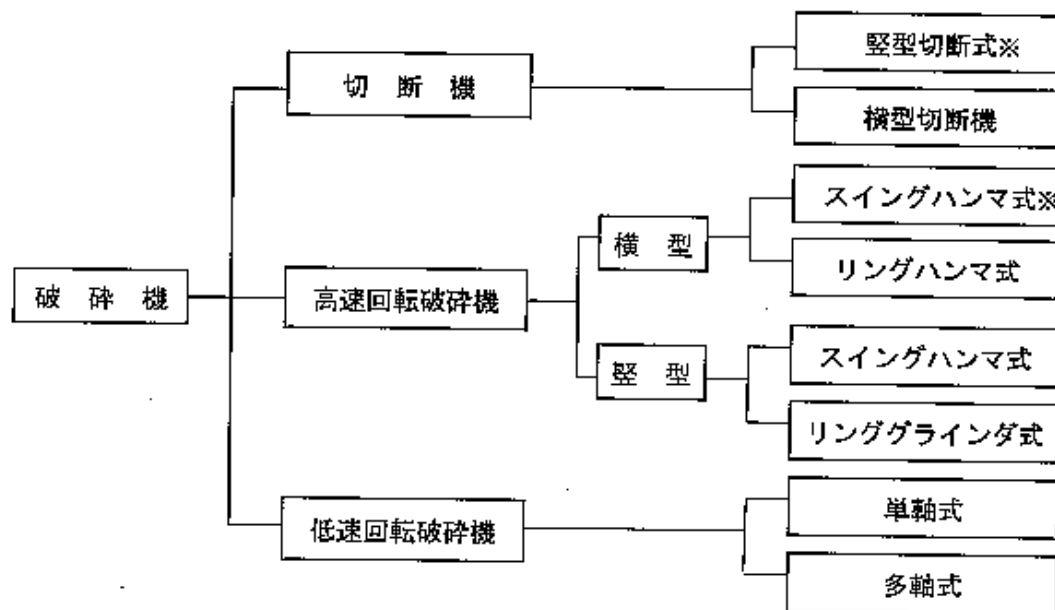 竪型切断式※
切断機
横型切断機
スイングハンマ式※
横型
リングハンマ式
破砕機
高速回転破砕機
スイングハンマ式
竪型
リンググラインダ式
単軸式
低速回転破砕機
多軸式